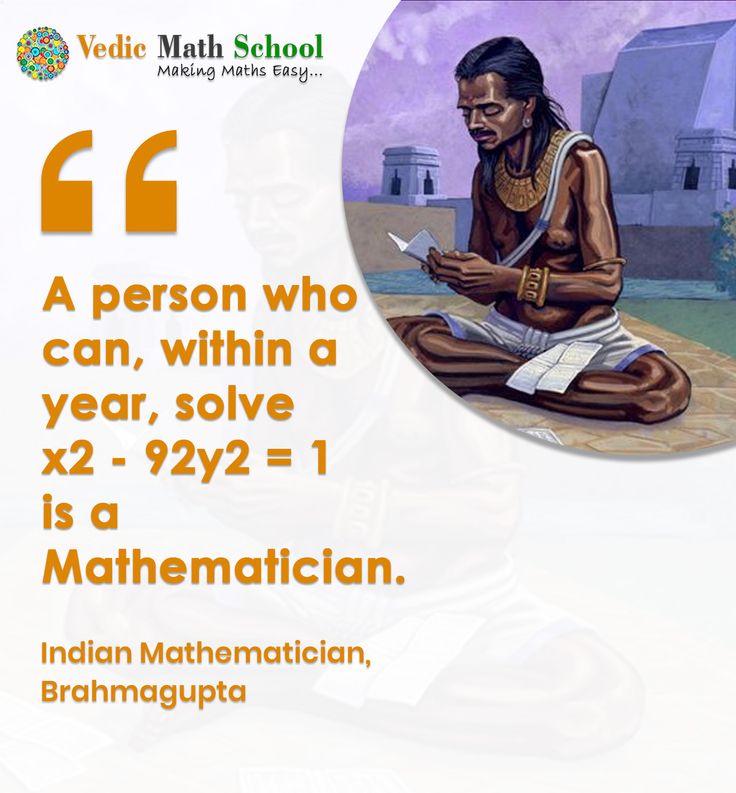 Vedic Math School
Making Maths Easy...
“
A person who
can, within a
year, solve
x2 - 92y2 = 1
is a
Mathematician.
Indian Mathematician,
Brahmagupta